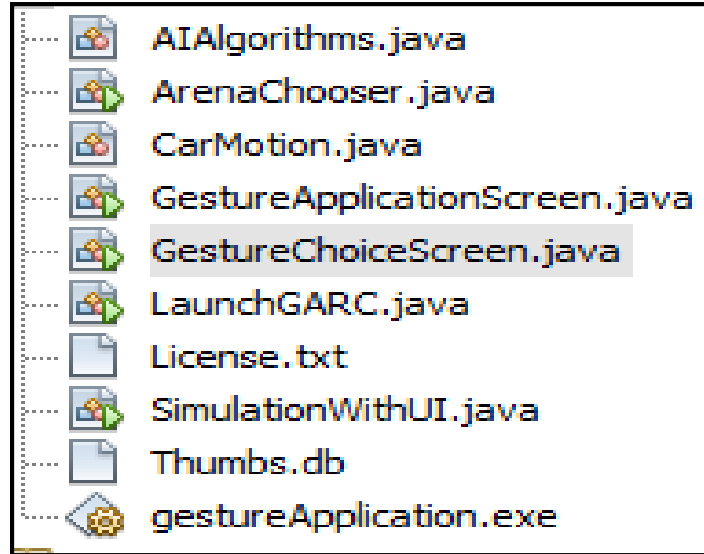 AIAlgorithms.java
ArenaChooser.java
CarMotion.java
GestureApplicationScreen.java
GestureChoiceScreen.java
LaunchGARC.java
License.txt
SimulationWithUI.java
Thumbs.db
gestureApplication.exe